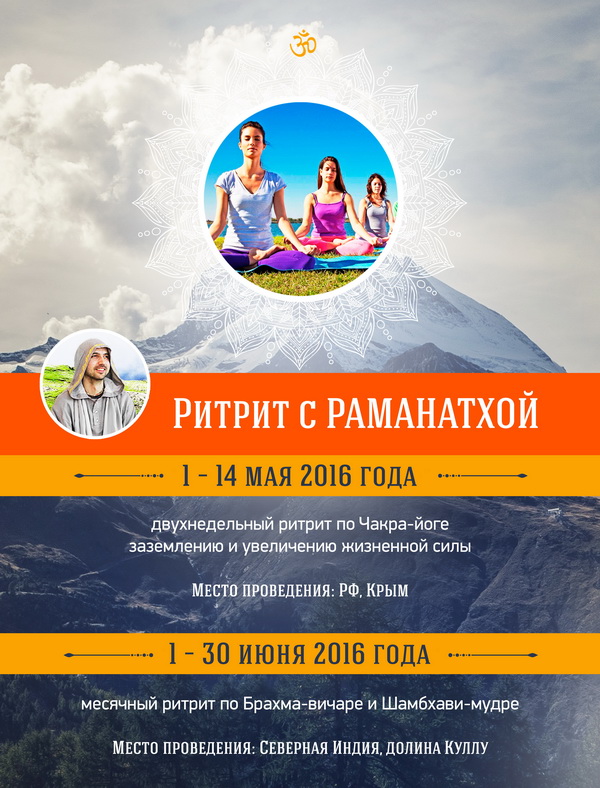 ॐ
Ритрит с РАМАНАТХОЙ
1 - 14 мая 2016 года
двухнедельный ритрит по Чакра-йоге
заземлению и увеличению жизненной силы
Место проведения: РФ, Крым
1 - 30 июня 2016 года
месячный ритрит по Брахма-вичаре и Шамбхави-мудре
Место проведения: Северная Индия, долина Куллу